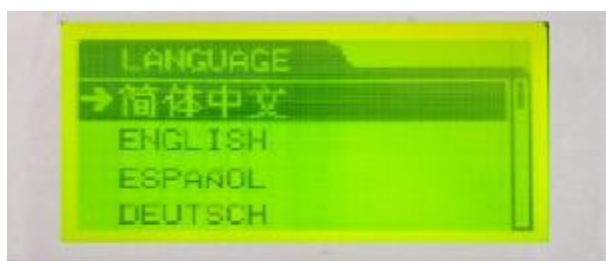 LANGUAGE
→简体中文
ENGLISH
ESPAÑOL
DEUTSCH